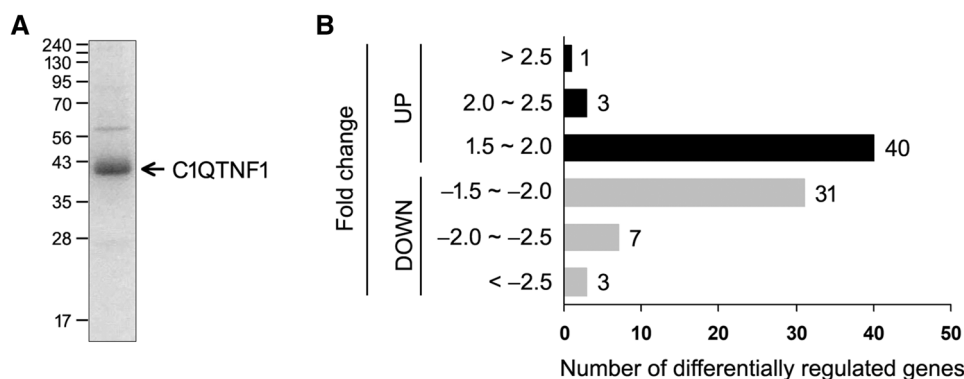 A
240
130
95
70
56
43
35
28
17
C1QTNF1
B
Fold change
UP
DOWN
> 2.5
1
2.0 ~ 2.5
3
1.5 ~ 2.0
40
–1.5 ~ –2.0
31
–2.0 ~ –2.5
7
< –2.5
3
0 10 20 30 40 50
Number of differentially regulated genes